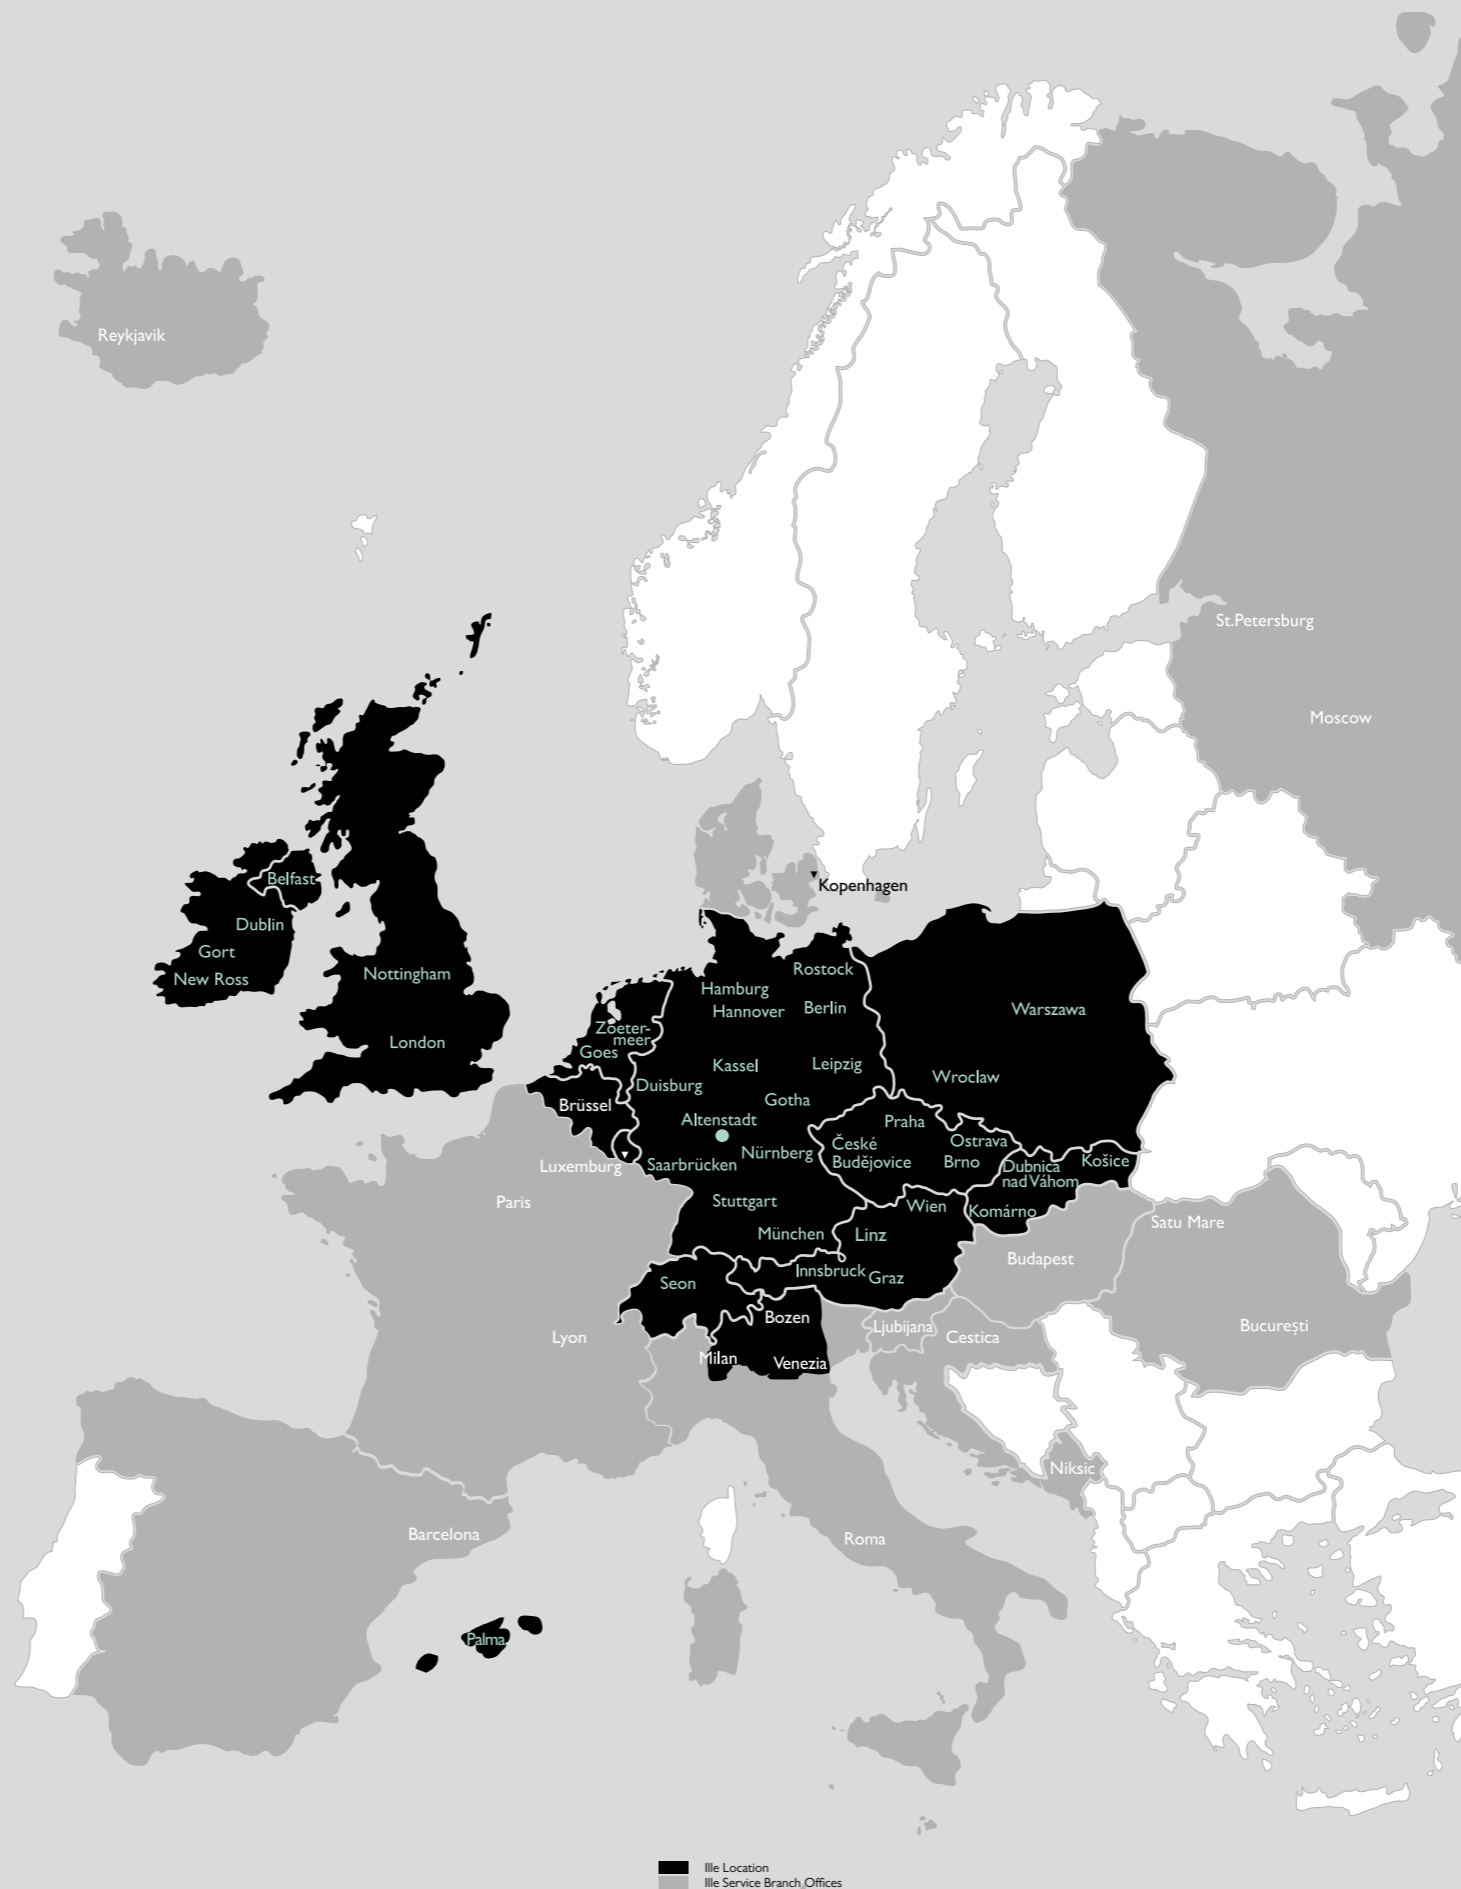 Reykjavik
St.Petersburg
Moscow
Belfast
Kopenhagen
Dublin
Gort
New Ross
Nottingham
London
Rostock
Hamburg
Hannover
Berlin
Warszawa
Zoeter-
meer
Goes
Kassel
Leipzig
Wroclaw
Duisburg
Brüssel
Gotha
Altenstadt
Praha
České
Budějovice
Ostrava
Brno
Nürnberg
Luxemburg
Saarbrücken
Dubnica
nad Váhom
Košice
Paris
Stuttgart
Wien
Komárno
Satu Mare
München
Linz
Budapest
Innsbruck
Graz
Seon
Bozen
Ljubijana
Cestica
București
Lyon
Milan
Venezia
Niksic
Barcelona
Roma
Palma
Ille Location
Ille Service Branch Offices